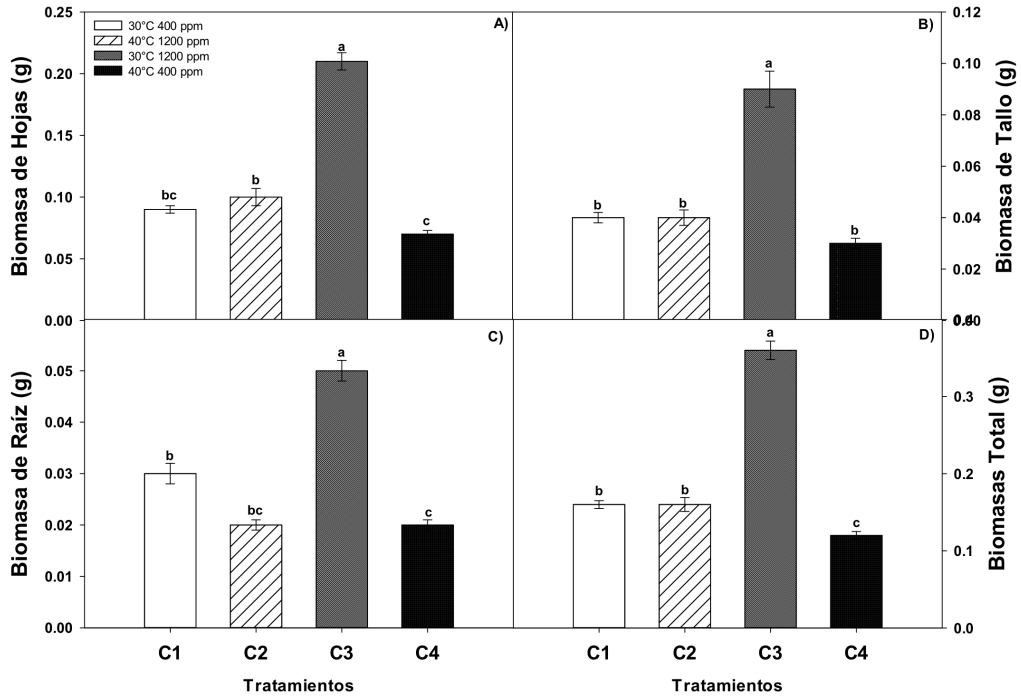 A)
30°C 400 ppm
40°C 1200 ppm
30°C 1200 ppm
40°C 400 ppm
Biomasa de Hojas (g)
0.25
0.20
0.15
0.10
0.05
0.00
bc
b
a
c
B)
Biomasa de Tallo (g)
0.12
0.10
0.08
0.06
0.04
0.02
0.00
b
b
a
b
C)
Biomasa de Raíz (g)
0.05
0.04
0.03
0.02
0.01
0.00
b
bc
a
c
D)
Biomasas Total (g)
0.4
0.3
0.2
0.1
0.0
b
b
a
c
C1 C2 C3 C4
Tratamientos
C1 C2 C3 C4
Tratamientos